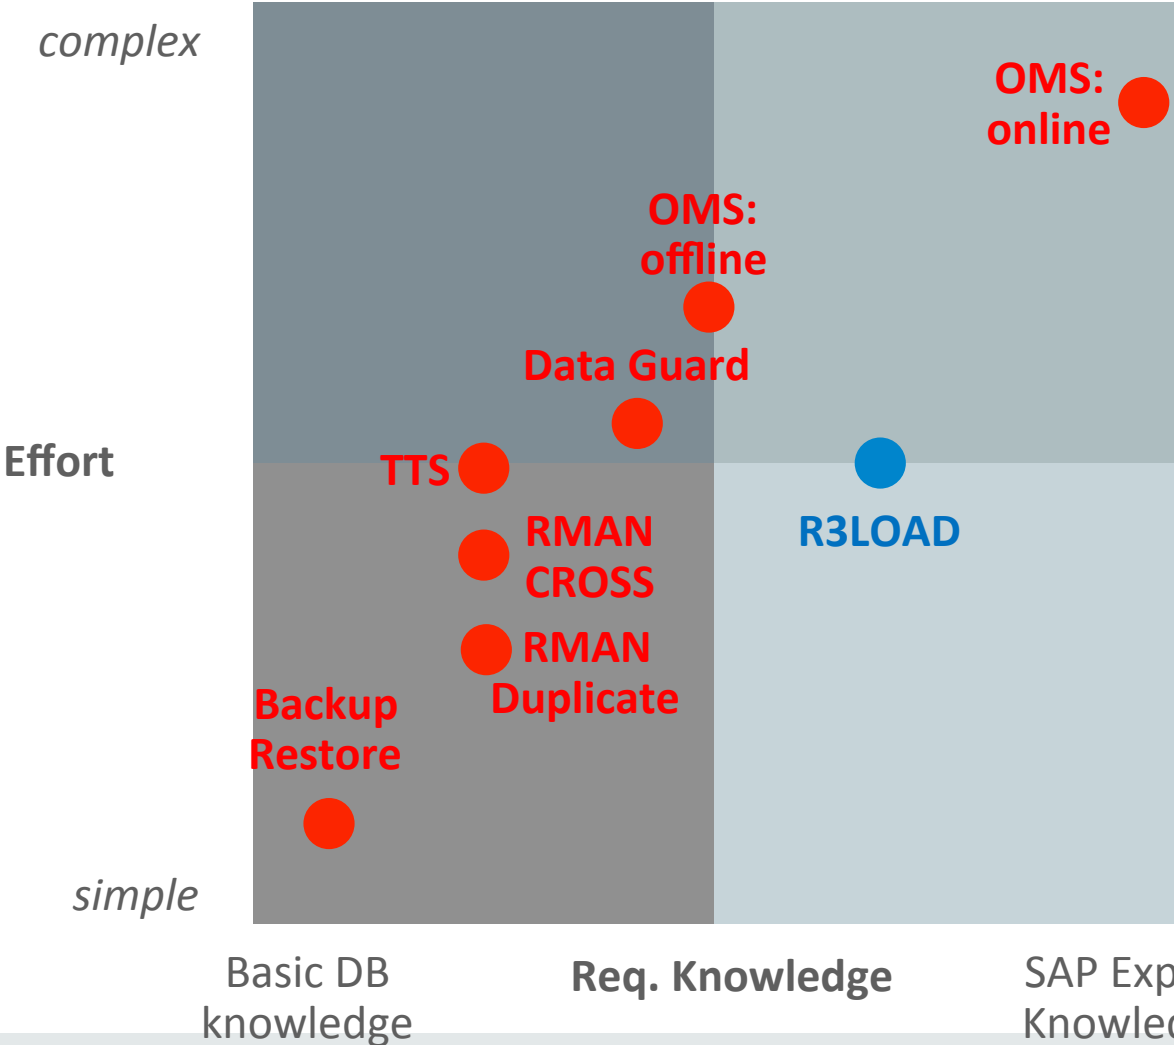 complex
OMS:
online
OMS:
offline
Data Guard
Effort
TTS
R3LOAD
RMAN
CROSS
RMAN
Duplicate
Backup
Restore
simple
Basic DB
knowledge
Req. Knowledge
SAP